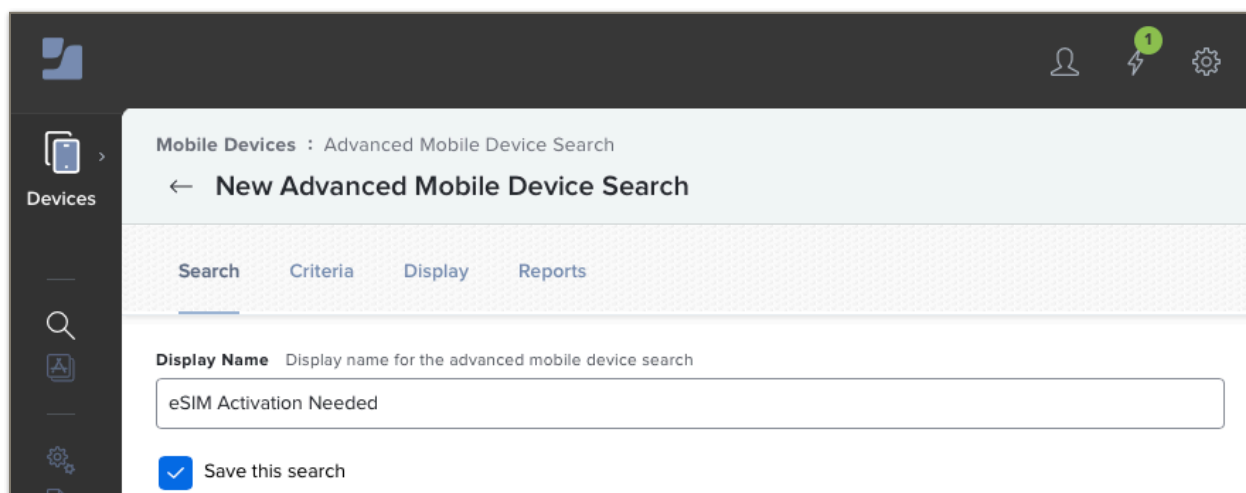 1
Mobile Devices : Advanced Mobile Device Search
← New Advanced Mobile Device Search
Devices
Search Criteria Display Reports
Display Name Display name for the advanced mobile device search
eSIM Activation Needed
Save this search